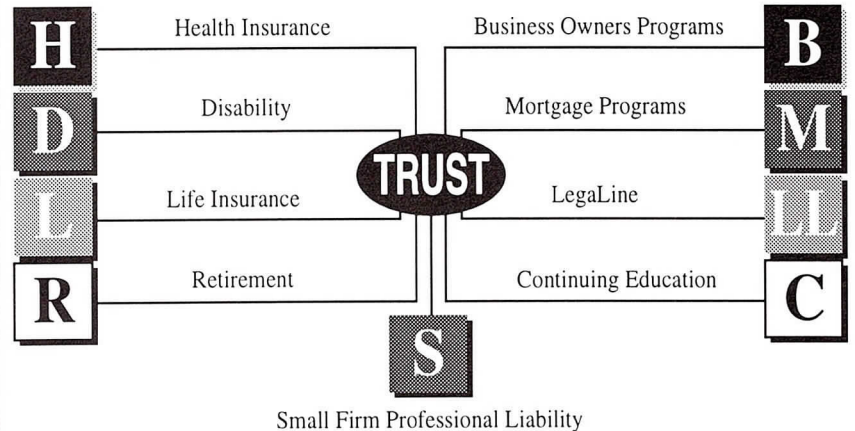 H Health Insurance Business Owners Programs B
D Disability Mortgage Programs M
TRUST
L Life Insurance LegaLine LL
R Retirement Continuing Education C
S
Small Firm Professional Liability